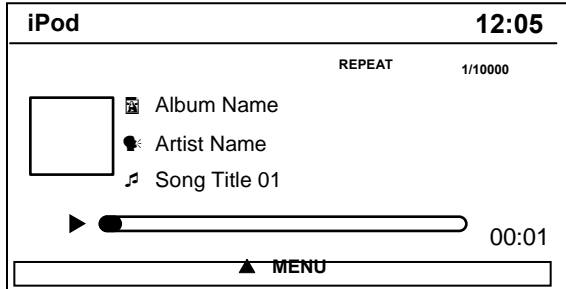 iPod 12:05
REPEAT 1/10000
Album Name
Artist Name
Song Title 01
00:01
MENU